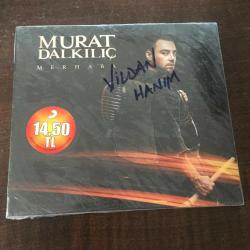 MURAT
DALKILIÇ
MERHABA
VİLDAN
HANIM
14.50
TL